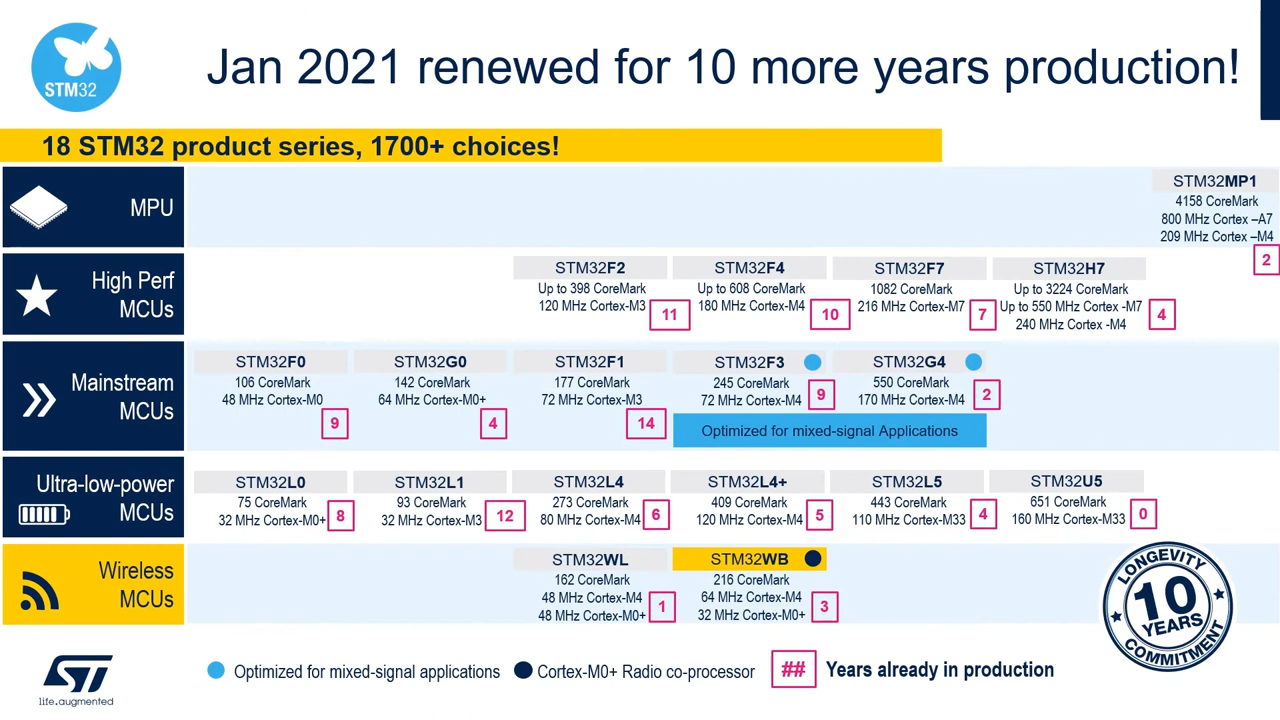 STM32
Jan 2021 renewed for 10 more years production!
18 STM32 product series, 1700+ choices!
MPU
STM32MP1
4158 CoreMark
800 MHz Cortex –A7
209 MHz Cortex –M4
2
High Perf
MCUs
STM32F2
Up to 398 CoreMark
120 MHz Cortex-M3
11
STM32F4
Up to 608 CoreMark
180 MHz Cortex-M4
10
STM32F7
1082 CoreMark
216 MHz Cortex-M7
7
STM32H7
Up to 3224 CoreMark
Up to 550 MHz Cortex -M7
240 MHz Cortex -M4
4
Mainstream
MCUs
STM32F0
106 CoreMark
48 MHz Cortex-M0
9
STM32G0
142 CoreMark
64 MHz Cortex-M0+
4
STM32F1
177 CoreMark
72 MHz Cortex-M3
14
STM32F3
245 CoreMark
72 MHz Cortex-M4
9
STM32G4
550 CoreMark
170 MHz Cortex-M4
2
Optimized for mixed-signal Applications
Ultra-low-power
MCUs
STM32L0
75 CoreMark
32 MHz Cortex-M0+
8
STM32L1
93 CoreMark
32 MHz Cortex-M3
12
STM32L4
273 CoreMark
80 MHz Cortex-M4
6
STM32L4+
409 CoreMark
120 MHz Cortex-M4
5
STM32L5
443 CoreMark
110 MHz Cortex-M33
4
STM32U5
651 CoreMark
160 MHz Cortex-M33
0
Wireless
MCUs
STM32WL
162 CoreMark
48 MHz Cortex-M4
48 MHz Cortex-M0+
1
STM32WB
216 CoreMark
64 MHz Cortex-M4
32 MHz Cortex-M0+
3
LONGEVITY
10
YEARS
COMMITMENT
ST
life.augmented
Optimized for mixed-signal applications
Cortex-M0+ Radio co-processor
## Years already in production